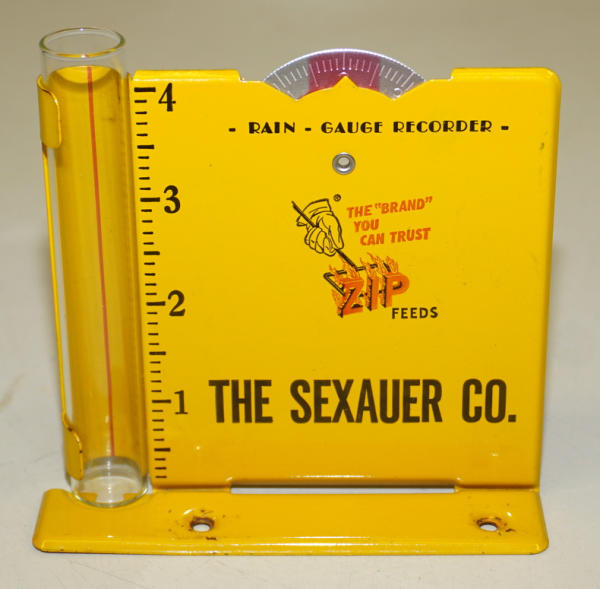 4
- RAIN - GAUGE RECORDER -
3
®
THE "BRAND"
YOU
CAN TRUST
2
ZIP
FEEDS
1
THE SEXAUER CO.